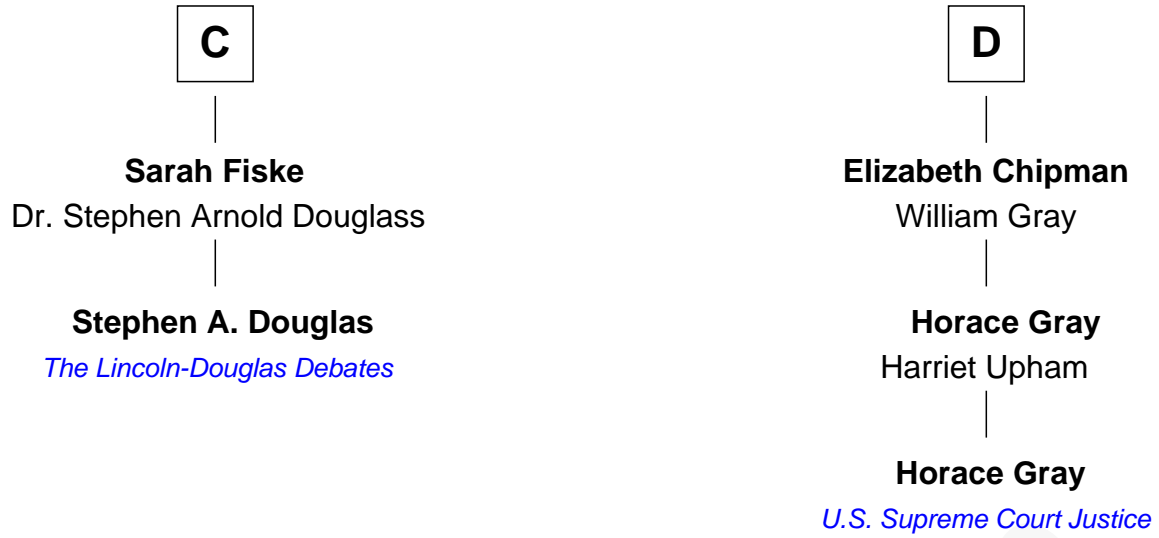 C
Sarah Fiske
Dr. Stephen Arnold Douglass
Stephen A. Douglas
The Lincoln-Douglas Debates
D
Elizabeth Chipman
William Gray
Horace Gray
Harriet Upham
Horace Gray
U.S. Supreme Court Justice